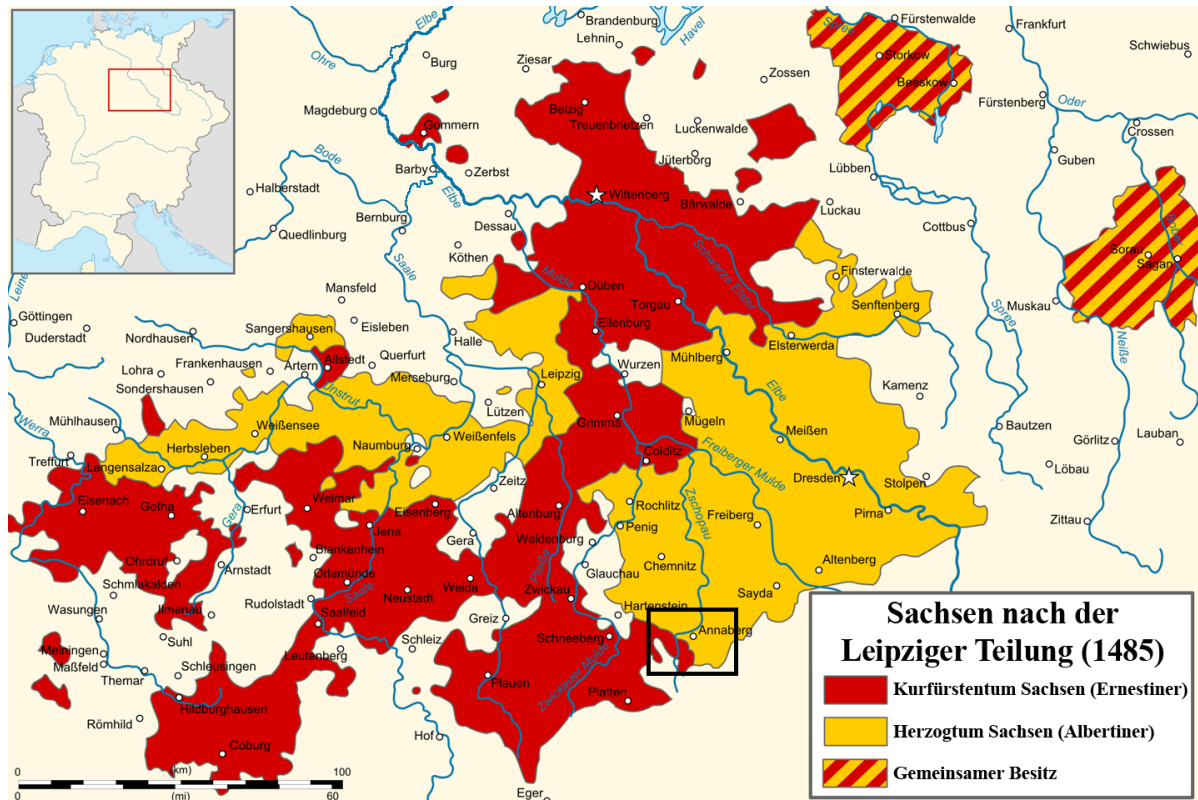 Elbe
Brandenburg
Havel
Lehnin
Spree
Fürstenwalde
Frankfurt
Schwiebus
Ohre
Burg
Ziesar
Zossen
Storkow
Beeskow
Fürstenberg
Oder
Magdeburg
Gommern
Belzig
Treuenbrietzen
Luckenwalde
Crossen
Bode
Barby
Zerbst
Jüterborg
Lübben
Guben
Halberstadt
Elbe
Wittenberg
Bärwalde
Luckau
Bernburg
Dessau
Cottbus
Bober
Quedlinburg
Köthen
Schwarze Elster
Sorau
Sagan
Saale
Mulde
Düben
Finsterwalde
Leine
Mansfeld
Torgau
Senftenberg
Spree
Muskau
Göttingen
Duderstadt
Nordhausen
Sangershausen
Eisleben
Halle
Eilenburg
Elsterwerda
Neiße
Lohra
Frankenhausen
Artern
Allstedt
Querfurt
Mühlberg
Sondershausen
Unstrut
Merseburg
Leipzig
Wurzen
Elbe
Kamenz
Werra
Mühlhausen
Weißensee
Lützen
Grimma
Mügeln
Bautzen
Görlitz
Lauban
Treffurt
Herbsleben
Naumburg
Weißenfels
Meißen
Langensalza
Colditz
Freiberger Mulde
Löbau
Eisenach
Gotha
Gera
Erfurt
Weimar
Zeitz
Zschopau
Dresden
Stolpen
Eisenberg
Altenburg
Rochlitz
Freiberg
Pirna
Zittau
Jena
Gera
Waldenburg
Penig
Ohrdruf
Blankenhein
Arnstadt
Orlamünde
Pleiße
Glauchau
Chemnitz
Altenberg
Schmlakalden
Saale
Neustadt
Weida
Zwickau
Sayda
Wasungen
Ilmenau
Rudolstadt
Saalfeld
Greiz
Hartenstein
Suhl
Schleiz
Schneeberg
Annaberg
Meiningen
Maßfeld
Schleusingen
Leutenberg
Themar
Plauen
Zwickauer Mulde
Platten
Römhild
Hildburghausen
Coburg
Hof
Eger
0
(km)
100
0
(mi)
60
Sachsen nach der
Leipziger Teilung (1485)
Kurfürstentum Sachsen (Ernestiner)
Herzogtum Sachsen (Albertiner)
Gemeinsamer Besitz